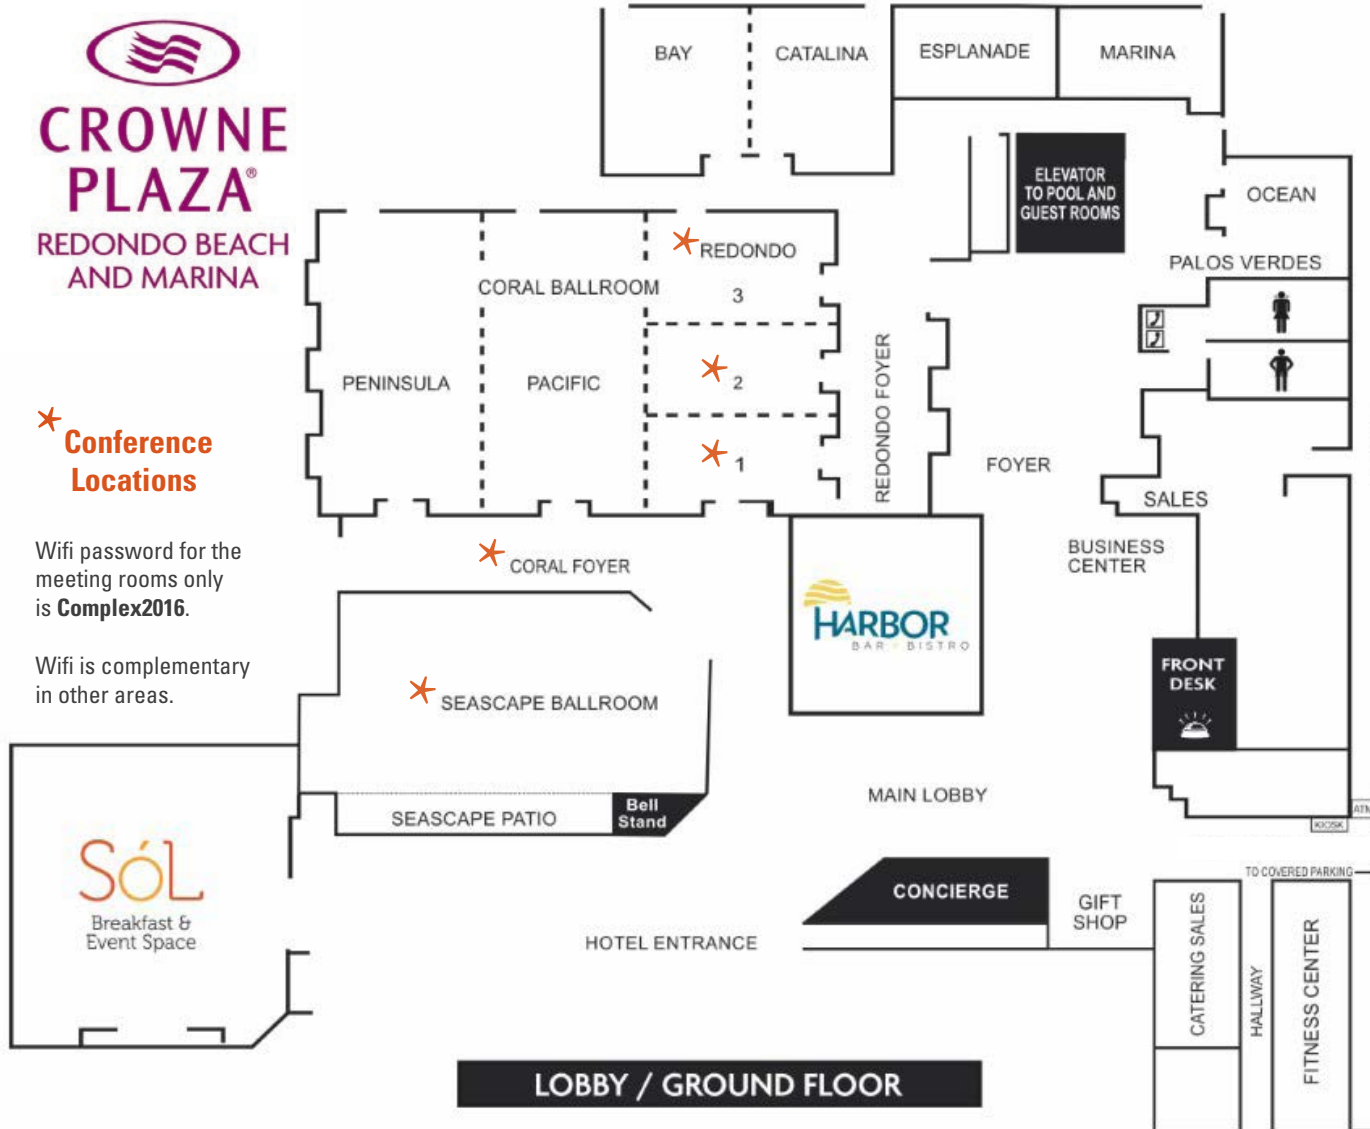 CROWNE
PLAZA®
REDONDO BEACH
AND MARINA
Conference
Locations
Wifi password for the
meeting rooms only
is Complex2016.
Wifi is complementary
in other areas.
BAY
CATALINA
ESPLANADE
MARINA
ELEVATOR
TO POOL AND
GUEST ROOMS
OCEAN
PALOS VERDES
REDONDO
CORAL BALLROOM
3
PENINSULA
PACIFIC
2
1
REDONDO FOYER
FOYER
SALES
BUSINESS
CENTER
CORAL FOYER
HARBOR
BAR + BISTRO
FRONT
DESK
SEASCAPE BALLROOM
SEASCAPE PATIO
Bell
Stand
MAIN LOBBY
ATM
KIOSK
SóL
Breakfast &
Event Space
TO COVERED PARKING
CONCIERGE
GIFT
SHOP
HOTEL ENTRANCE
CATERING SALES
HALLWAY
FITNESS CENTER
LOBBY / GROUND FLOOR